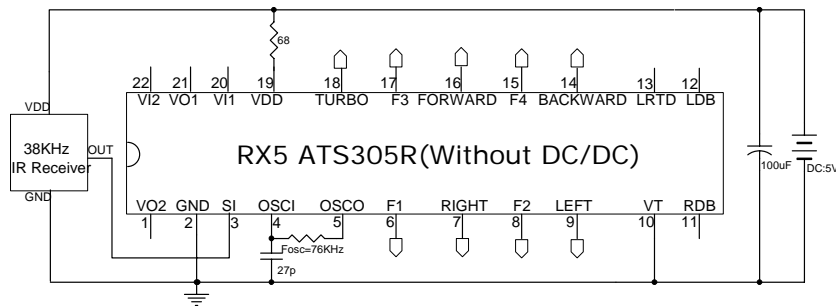 68
22 21 20 19 18 17 16 15 14 13 12
VI2 VO1 VI1 VDD TURBO F3 FORWARD F4 BACKWARD LRTD LDB
VDD
38KHz
IR Receiver
OUT
GND
RX5 ATS305R(Without DC/DC)
100uF
DC:5V
VO2 GND SI OSCI OSCO F1 RIGHT F2 LEFT VT RDB
1 2 3 4 5 6 7 8 9 10 11
Fosc=76KHz
27p